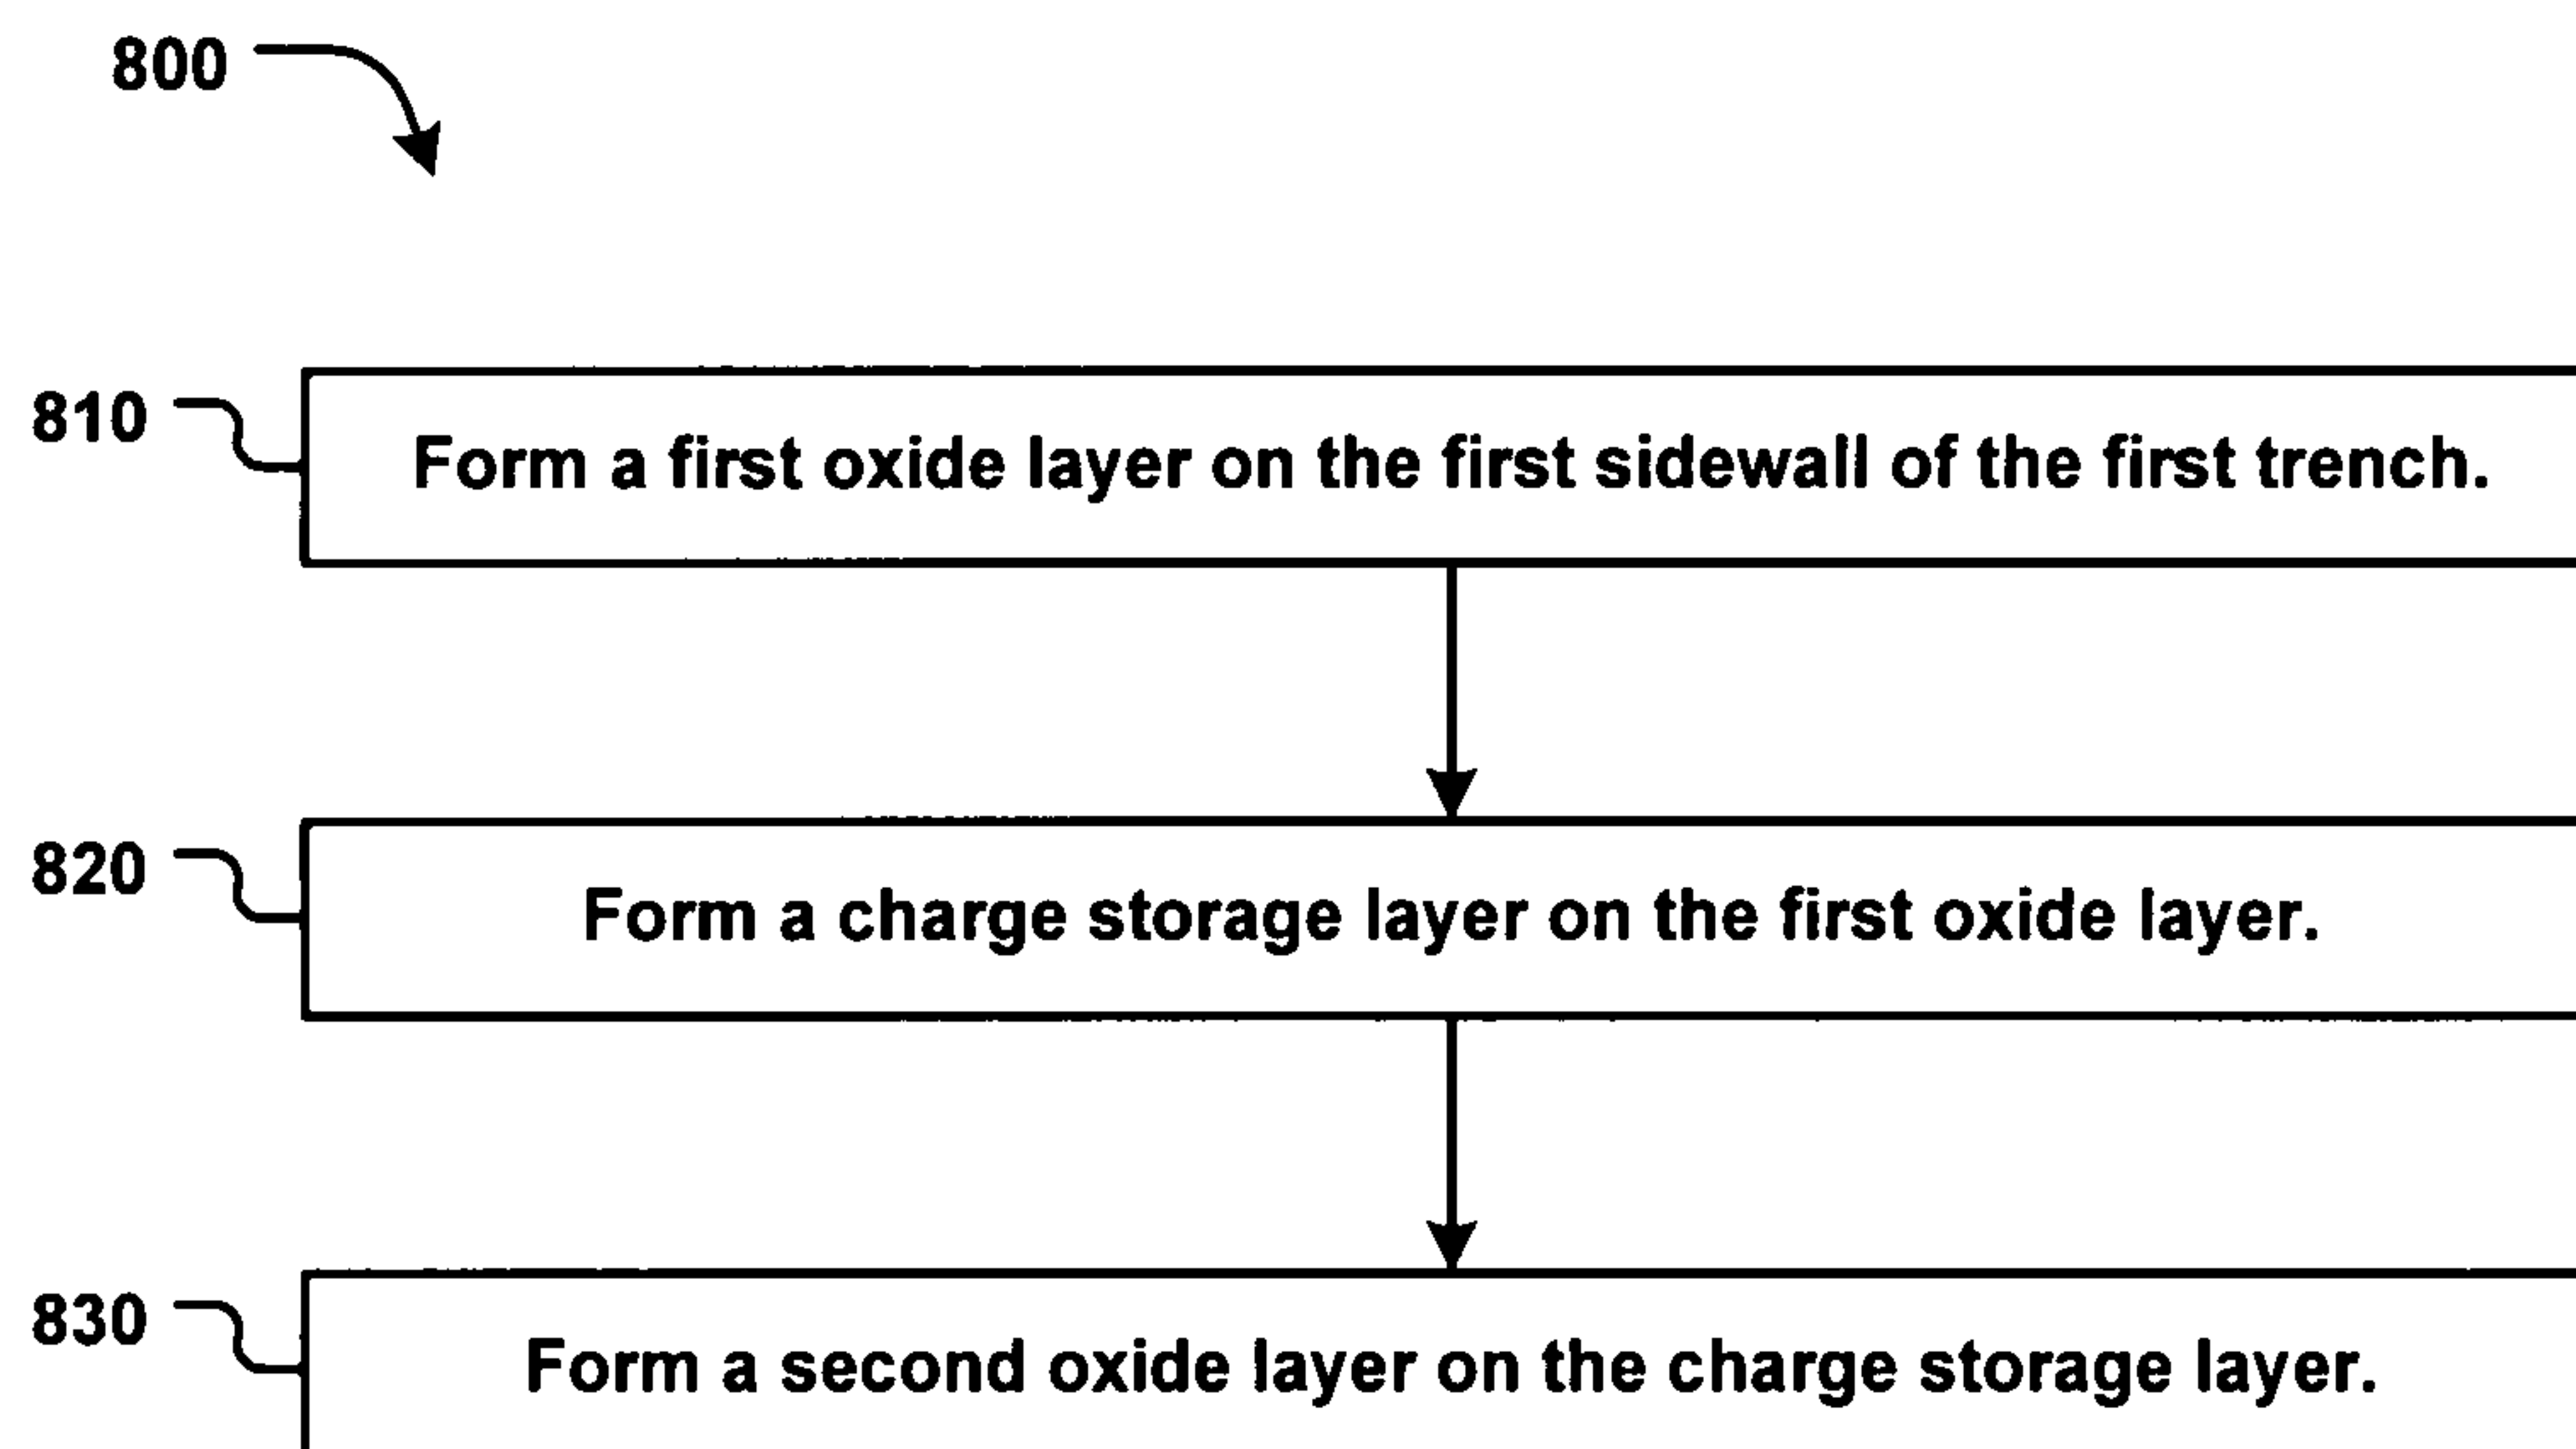 800
810
Form a first oxide layer on the first sidewall of the first trench.
820
Form a charge storage layer on the first oxide layer.
830
Form a second oxide layer on the charge storage layer.